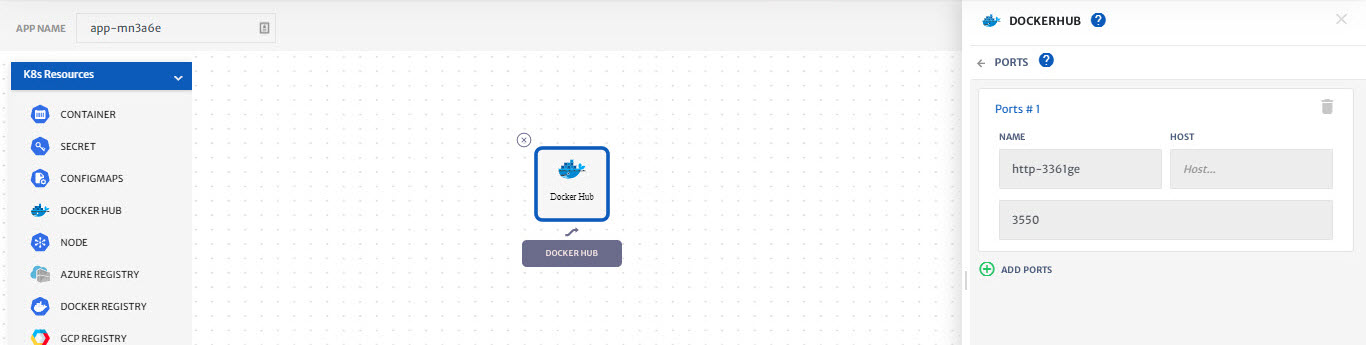 APP NAME
app-mn3a6e
K8s Resources
CONTAINER
SECRET
CONFIGMAPS
DOCKER HUB
NODE
AZURE REGISTRY
DOCKER REGISTRY
GCP REGISTRY
Docker Hub
DOCKER HUB
DOCKERHUB ?
PORTS ?
Ports # 1
NAME HOST
http-3361ge Host...
3550
ADD PORTS